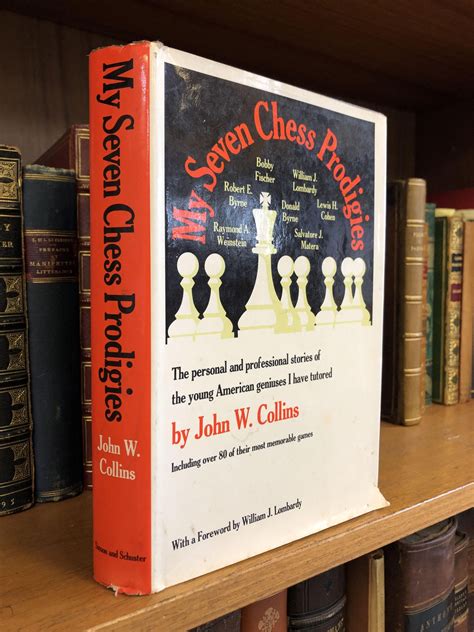 My Seven Chess Prodigies
John W.
Collins
Simon and Schuster
My Seven Chess Prodigies
Bobby
Fischer
William J.
Lombardy
Robert E.
Byrne
Donald
Byrne
Lewis H.
Cohen
Raymond A.
Weinstein
Salvatore J.
Matera
The personal and professional stories of
the young American geniuses I have tutored
by John W. Collins
Including over 80 of their most memorable games
With a Foreword by William J. Lombardy